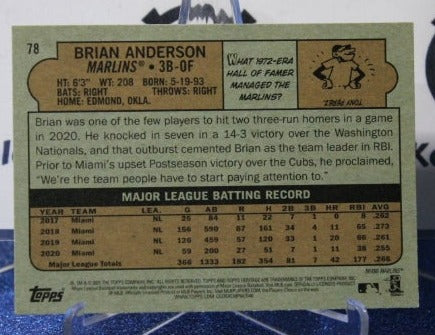 78
BRIAN ANDERSON
MARLINS® • 3B-OF
HT: 6'3" WT: 208 BORN: 5-19-93
BATS: RIGHT THROWS: RIGHT
HOME: EDMOND, OKLA.
WHAT 1972-ERA
HALL OF FAMER
MANAGED THE
MARLINS?
Brian was one of the few players to hit two three-run homers in a game
in 2020. He knocked in seven in a 14-3 victory over the Washington
Nationals, and that outburst cemented Brian as the team leader in RBI.
Prior to Miami's upset Postseason victory over the Cubs, he proclaimed,
"We're the team people have to start paying attention to."
MAJOR LEAGUE BATTING RECORD
YEAR TEAM LEA. G AB R H 2B 3B HR RBI AVG
2017 Miami NL 25 84 11 22 7 1 0 8 .262
2018 Miami NL 156 590 87 161 34 4 11 65 .273
2019 Miami NL 126 459 57 120 33 1 20 66 .261
2020 Miami NL 59 200 27 51 7 1 11 38 .255
Major League Totals 366 1333 182 354 81 7 42 177 .266
MIAMI MARLINS™
Topps